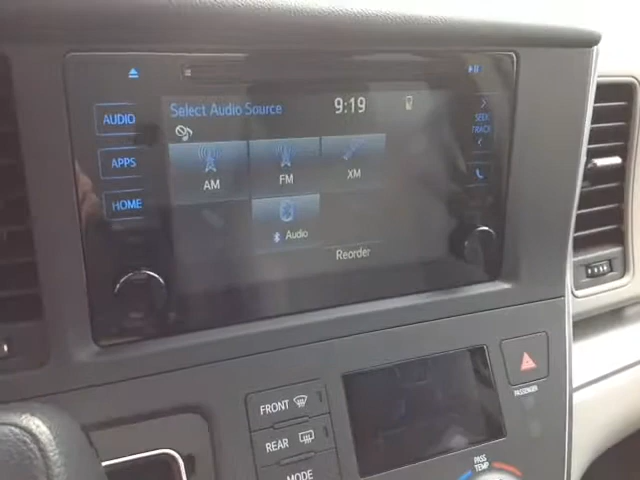 Select Audio Source
9:19
AUDIO
SEEK
TRACK
APPS
AM
FM
XM
HOME
Audio
Reorder
PASSENGER
FRONT
REAR
MODE
PASS
TEMP